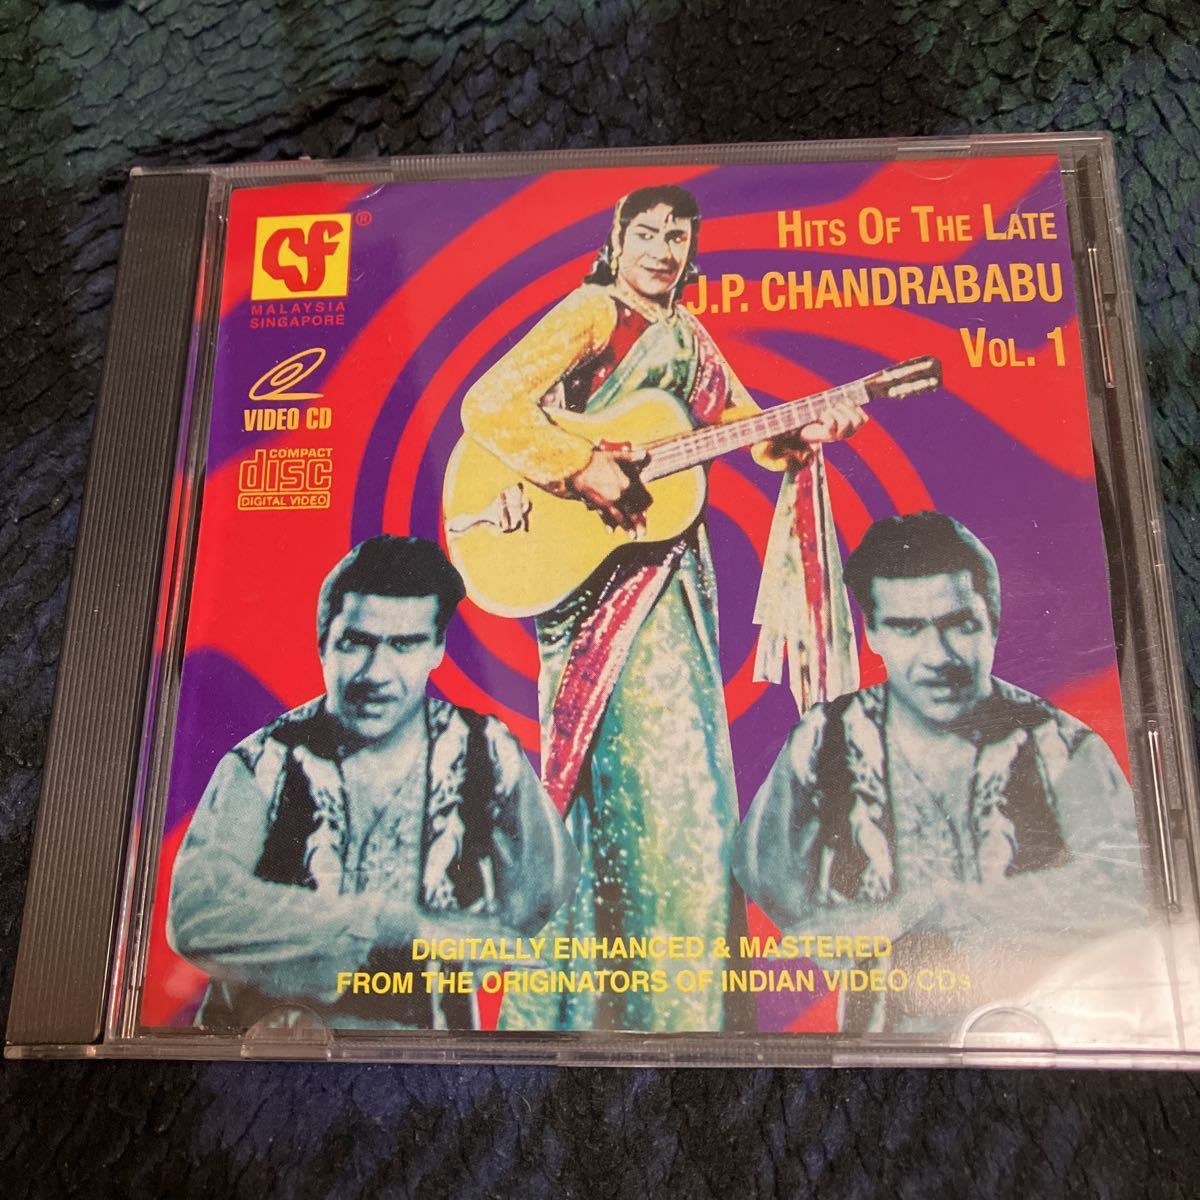 CF ®
MALAYSIA
SINGAPORE
VIDEO CD
COMPACT
disc
DIGITAL VIDEO
HITS OF THE LATE
J.P. CHANDRABABU
VOL. 1
DIGITALLY ENHANCED & MASTERED
FROM THE ORIGINATORS OF INDIAN VIDEO CDs